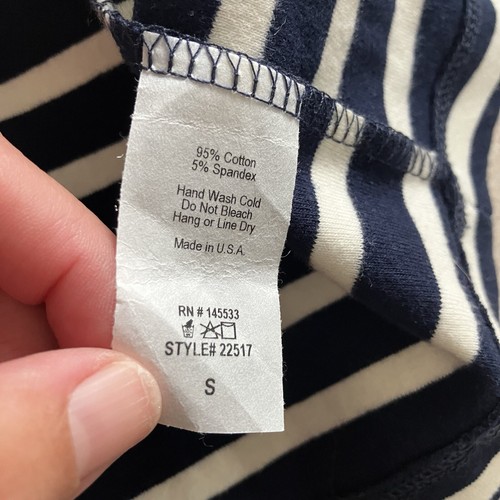 95% Cotton
5% Spandex
Hand Wash Cold
Do Not Bleach
Hang or Line Dry
Made in U.S.A.
RN # 145533
STYLE# 22517
S